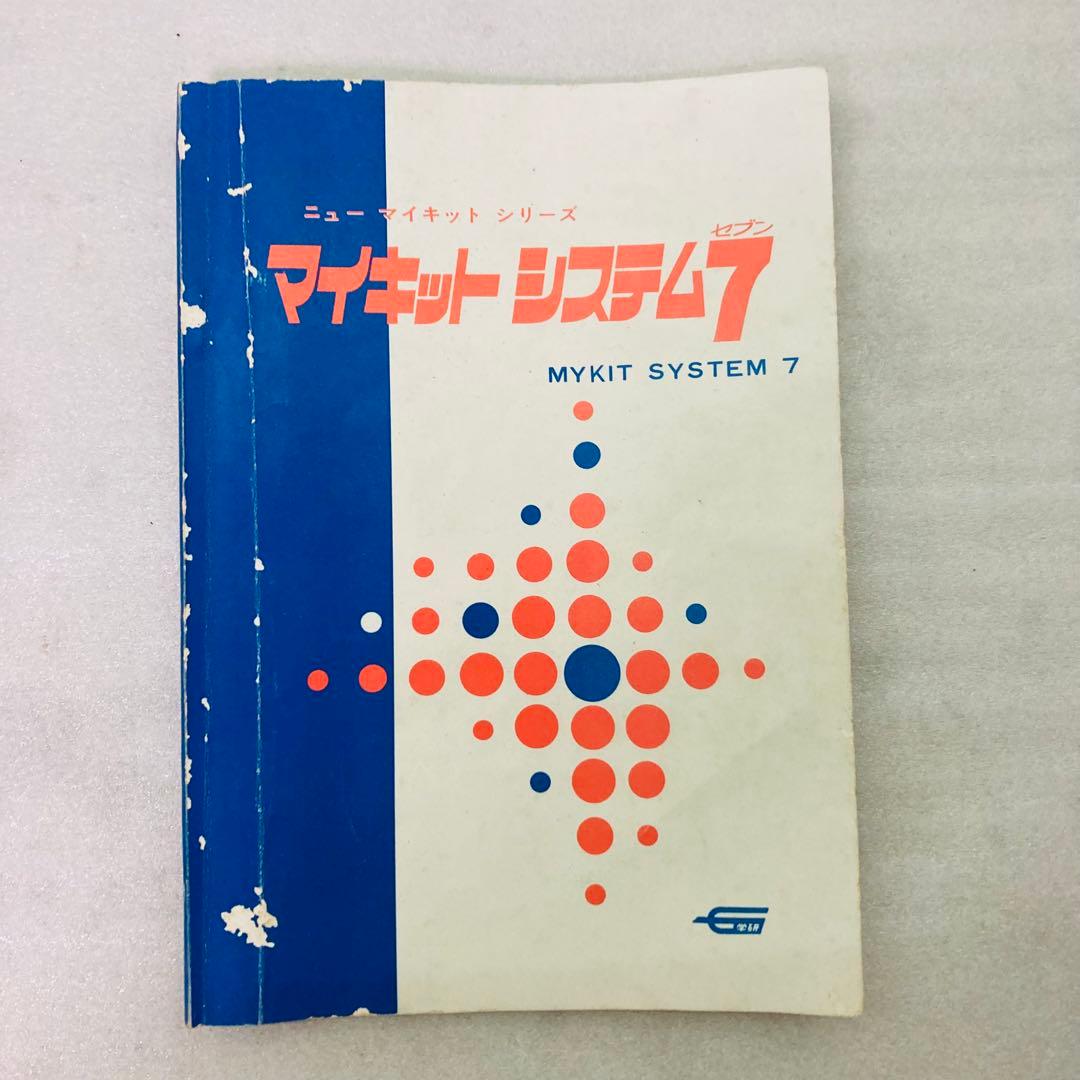 ニュー マイキット シリーズ
セブン
マイキット システム7
MYKIT SYSTEM 7
学研